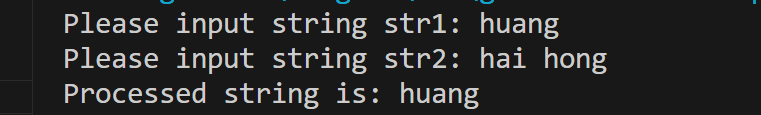 Please input string str1: huang
Please input string str2: hai hong
Processed string is: huang